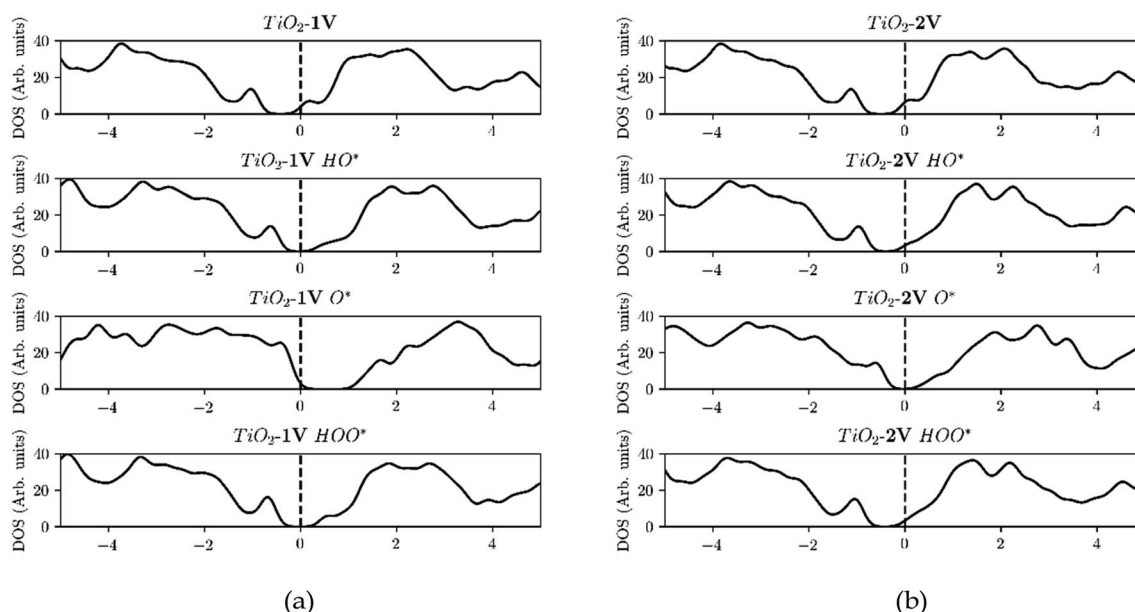 TiO₂-1V
DOS (Arb. units)
40
20
0
−4 −2 0 2 4
TiO₂-1V HO*
DOS (Arb. units)
40
20
0
−4 −2 0 2 4
TiO₂-1V O*
DOS (Arb. units)
40
20
0
−4 −2 0 2 4
TiO₂-1V HOO*
DOS (Arb. units)
40
20
0
−4 −2 0 2 4
(a)
TiO₂-2V
DOS (Arb. units)
40
20
0
−4 −2 0 2 4
TiO₂-2V HO*
DOS (Arb. units)
40
20
0
−4 −2 0 2 4
TiO₂-2V O*
DOS (Arb. units)
40
20
0
−4 −2 0 2 4
TiO₂-2V HOO*
DOS (Arb. units)
40
20
0
−4 −2 0 2 4
(b)